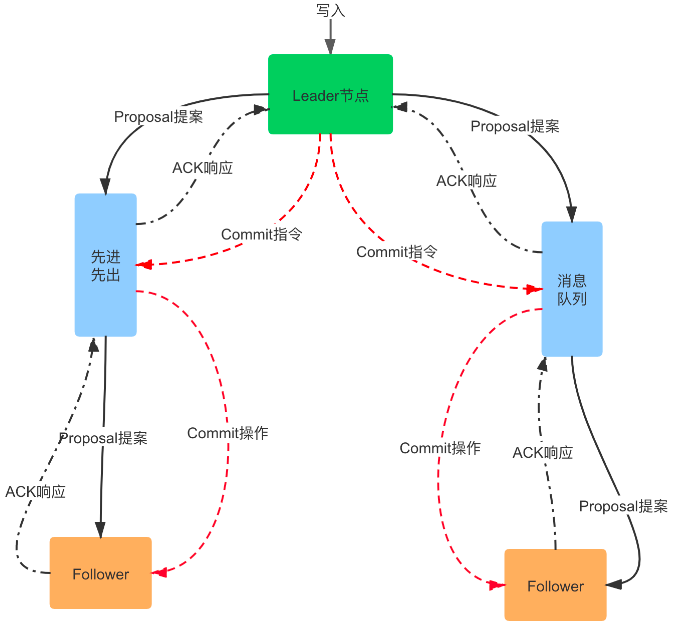 写入
Leader节点
Proposal提案
Proposal提案
ACK响应
ACK响应
Commit指令
Commit指令
先进
先出
消息
队列
Commit操作
Proposal提案
Commit操作
ACK响应
ACK响应
Proposal提案
Follower
Follower